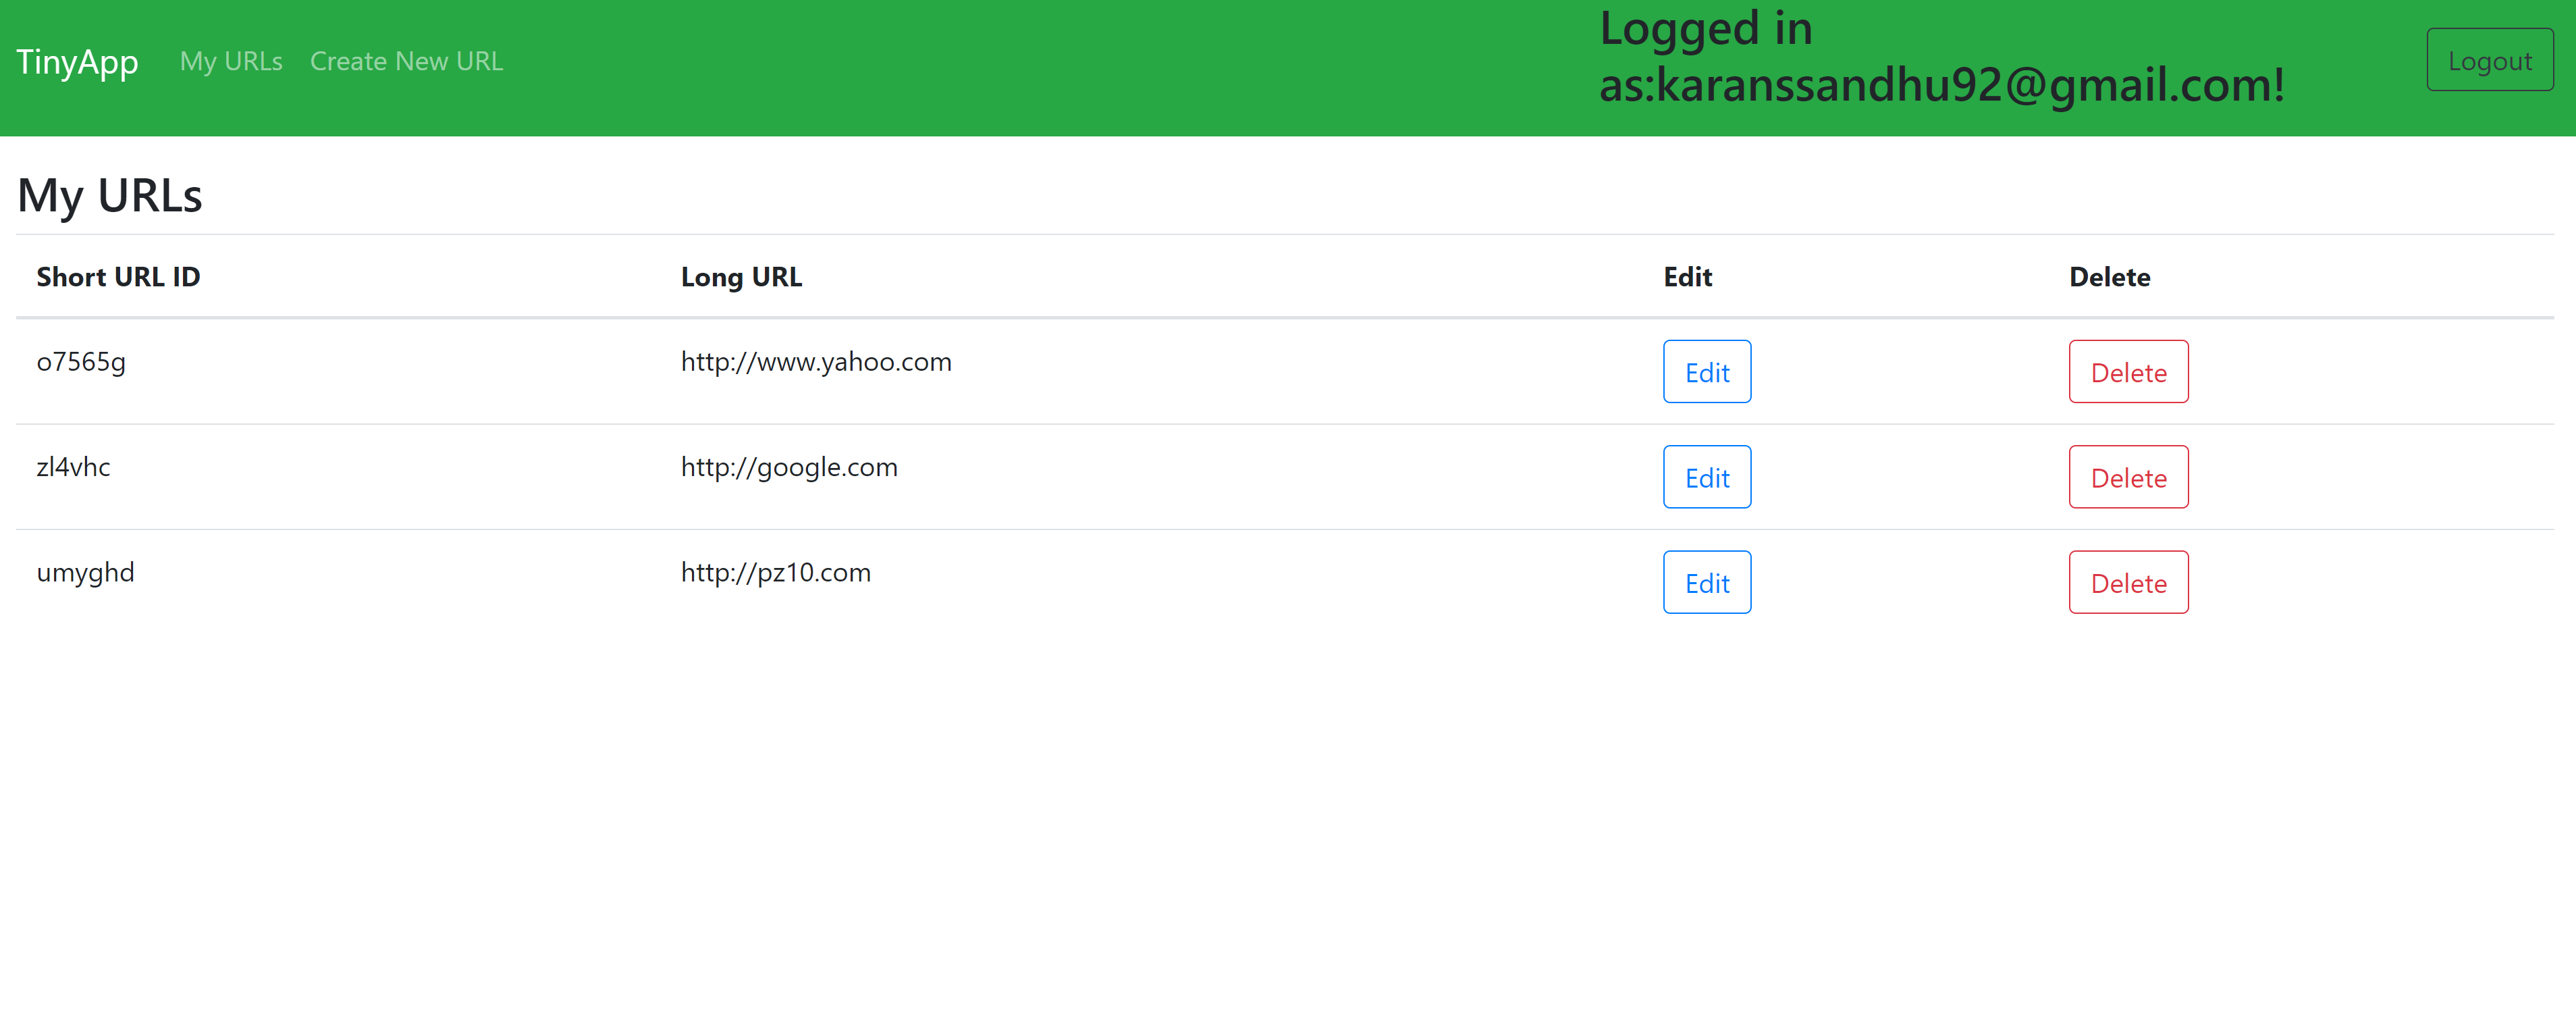 TinyApp My URLs Create New URL
Logged in
as:karanssandhu92@gmail.com!
Logout
My URLs
Short URL ID Long URL Edit Delete
o7565g http://www.yahoo.com Edit Delete
zl4vhc http://google.com Edit Delete
umyghd http://pz10.com Edit Delete